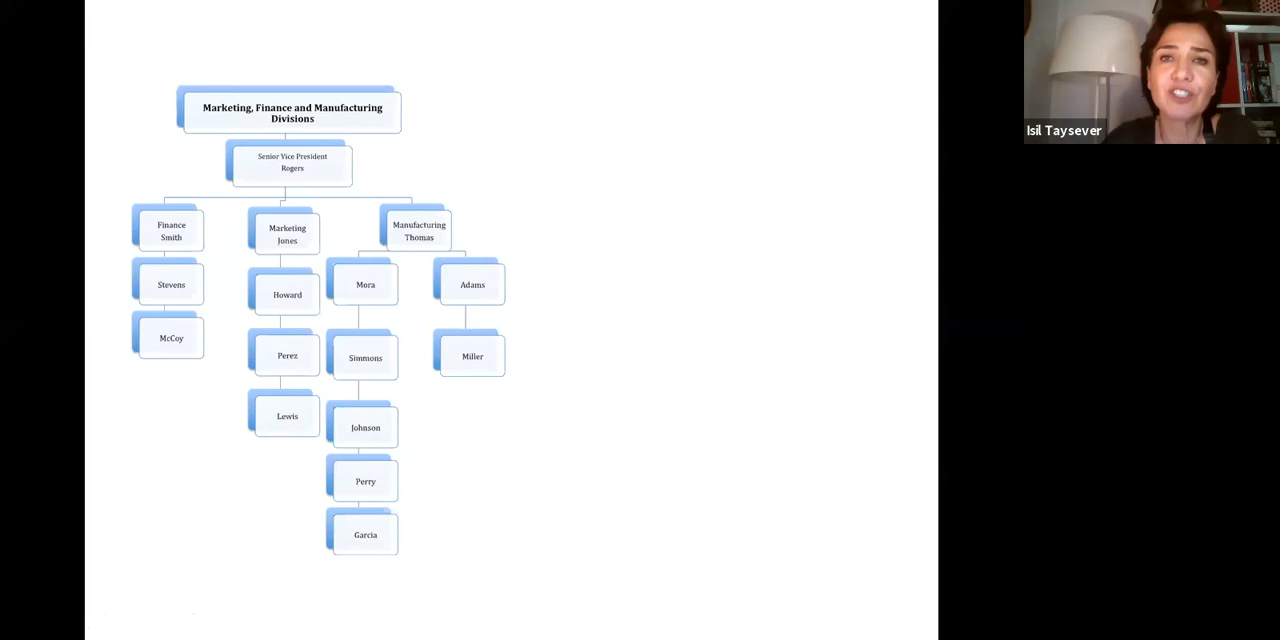 Marketing, Finance and Manufacturing
Divisions
Senior Vice President
Rogers
Finance
Smith
Marketing
Jones
Manufacturing
Thomas
Stevens
Howard
Mora
Adams
McCoy
Perez
Simmons
Miller
Lewis
Johnson
Perry
Garcia
Isil Taysever